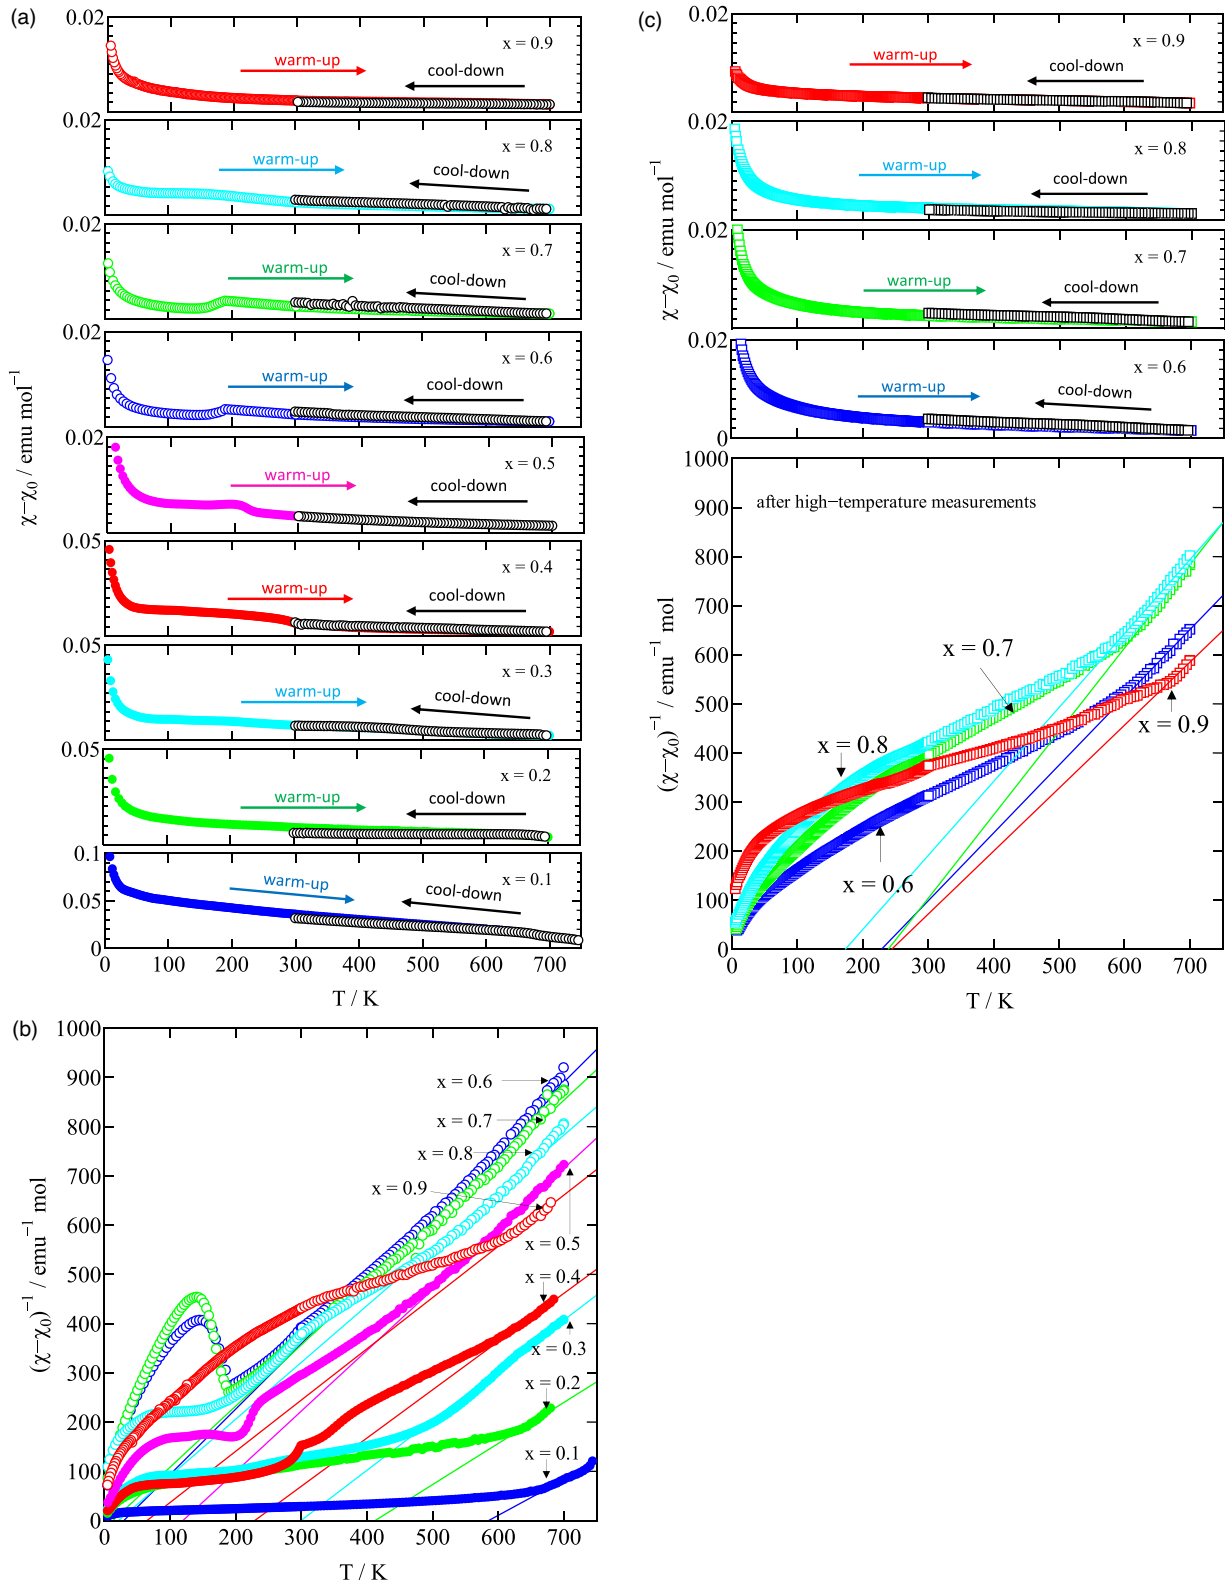 (a)
0.02
x = 0.9
warm-up
cool-down
0.02
x = 0.8
warm-up
cool-down
0.02
x = 0.7
warm-up
cool-down
x = 0.6
warm-up
cool-down
0.02
x = 0.5
warm-up
cool-down
0.05
x = 0.4
warm-up
cool-down
0.05
x = 0.3
warm-up
cool-down
0.05
x = 0.2
warm-up
cool-down
0.1
x = 0.1
warm-up
cool-down
0.05
0
0 100 200 300 400 500 600 700
T / K
χ−χ₀ / emu mol⁻¹
(b)
1000
900
800
700
600
500
400
300
200
100
0
x = 0.6
x = 0.7
x = 0.8
x = 0.9
x = 0.5
x = 0.4
x = 0.3
x = 0.2
x = 0.1
0 100 200 300 400 500 600 700
T / K
(χ−χ₀)⁻¹ / emu⁻¹ mol
(c)
0.02
x = 0.9
warm-up
cool-down
0.02
x = 0.8
warm-up
cool-down
0.02
x = 0.7
warm-up
cool-down
0.02
x = 0.6
warm-up
cool-down
0
χ−χ₀ / emu mol⁻¹
1000
900
800
700
600
500
400
300
200
100
0
after high−temperature measurements
x = 0.7
x = 0.8
x = 0.9
x = 0.6
0 100 200 300 400 500 600 700
T / K
(χ−χ₀)⁻¹ / emu⁻¹ mol